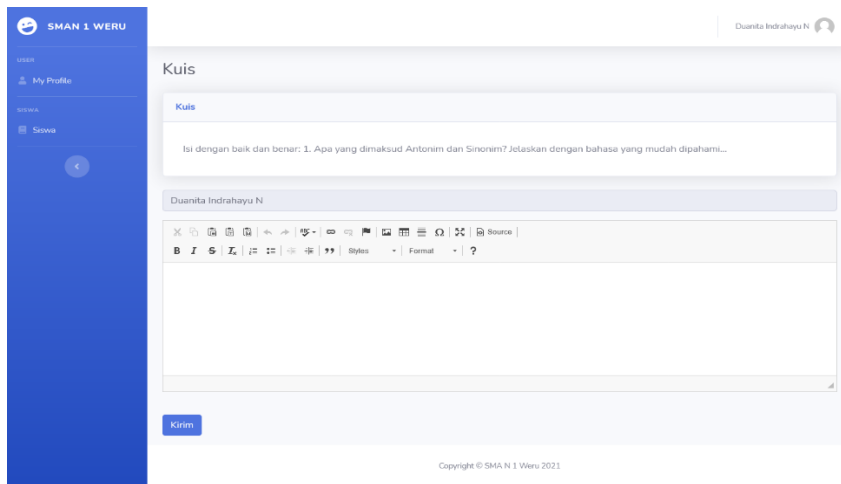 SMAN 1 WERU
Duanita Indrahayu N
USER
My Profile
SISWA
Siswa
Kuis
Kuis
Isi dengan baik dan benar: 1. Apa yang dimaksud Antonim dan Sinonim? Jelaskan dengan bahasa yang mudah dipahami...
Duanita Indrahayu N
Source
B I S Ix Styles Format ?
Kirim
Copyright © SMA N 1 Weru 2021